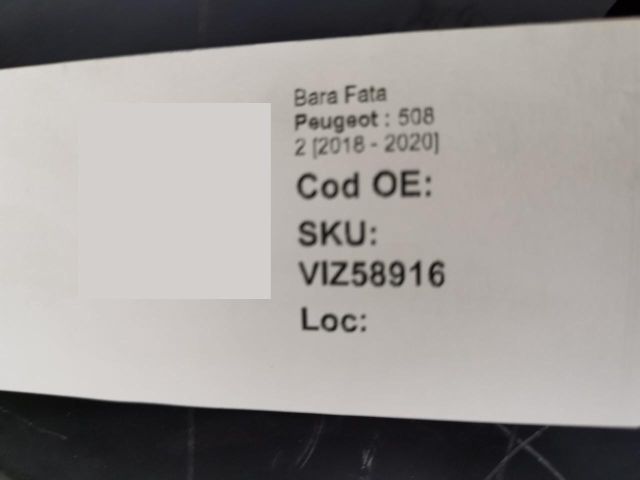 Bara Fata
Peugeot : 508
2 [2018 - 2020]
Cod OE:
SKU:
VIZ58916
Loc: